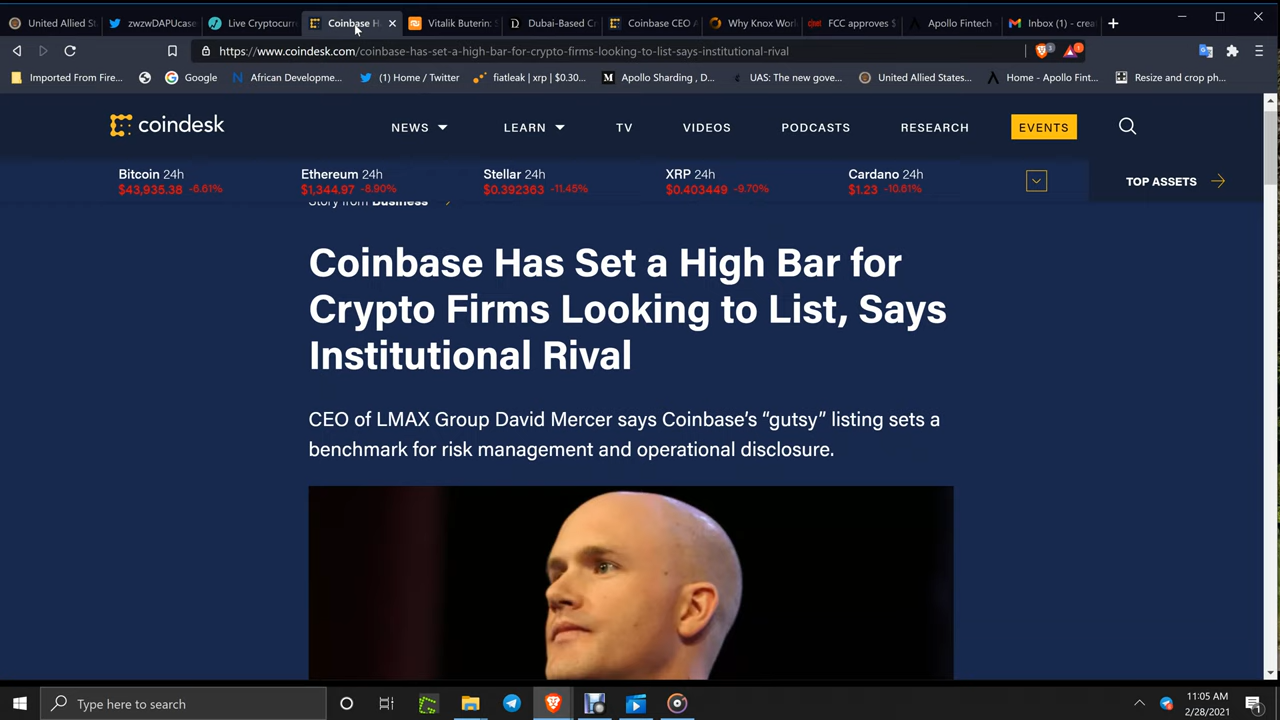 United Allied St
zwzwDAPUcase
Live Cryptocurr
Coinbase H
Vitalik Buterin:
Dubai-Based C
Coinbase CEO A
Why Knox Worl
FCC approves S
Apollo Fintech
Inbox (1) - crea
https://www.coindesk.com/coinbase-has-set-a-high-bar-for-crypto-firms-looking-to-list-says-institutional-rival
3
1
Imported From Fire...
Google
African Developme...
(1) Home / Twitter
fiatleak | xrp | $0.30...
Apollo Sharding , D...
UAS: The new gove...
United Allied States...
Home - Apollo Fint...
Resize and crop ph...
coindesk
NEWS
LEARN
TV
VIDEOS
PODCASTS
RESEARCH
EVENTS
Bitcoin 24h
$43,935.38 -6.61%
Ethereum 24h
$1,344.97 -8.90%
Stellar 24h
$0.392363 -11.45%
XRP 24h
$0.403449 -9.70%
Cardano 24h
$1.23 -10.61%
TOP ASSETS
Story from Business
Coinbase Has Set a High Bar for
Crypto Firms Looking to List, Says
Institutional Rival
CEO of LMAX Group David Mercer says Coinbase's “gutsy” listing sets a
benchmark for risk management and operational disclosure.
Type here to search
11:05 AM
2/28/2021
1